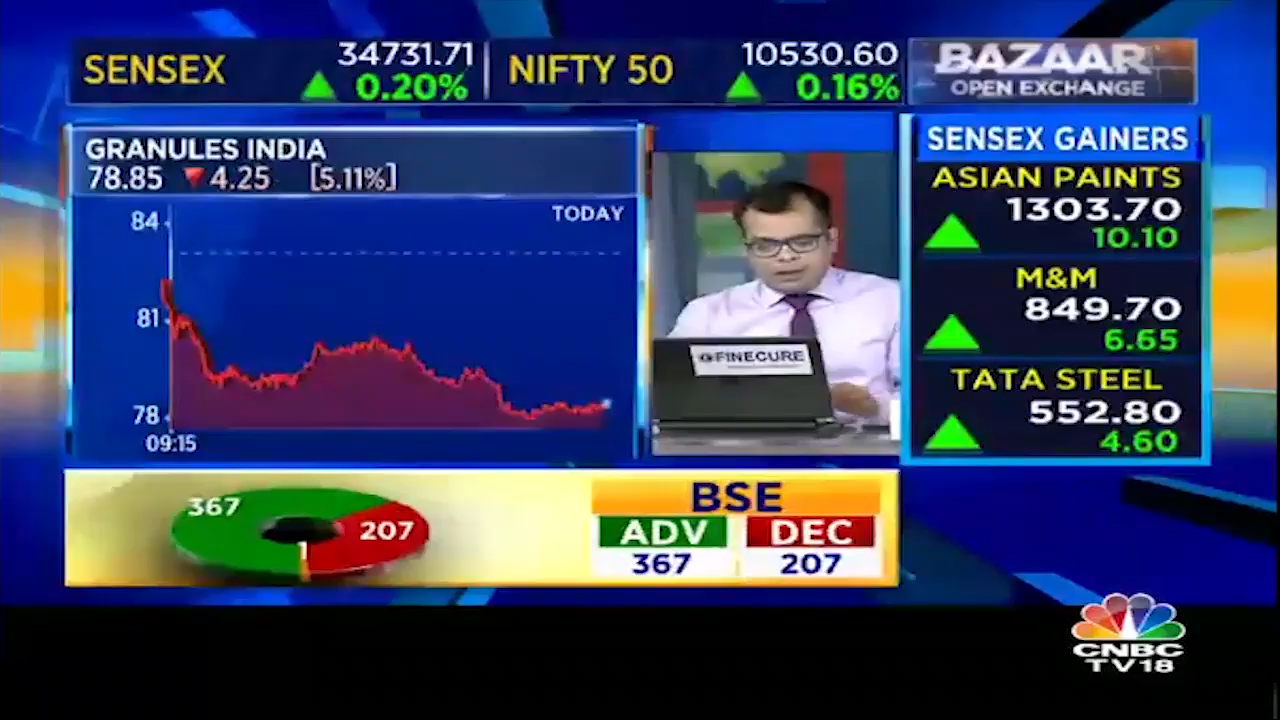 SENSEX
34731.71
▲ 0.20%
NIFTY 50
10530.60
▲ 0.16%
BAZAAR
OPEN EXCHANGE
GRANULES INDIA
78.85 ▼4.25 [5.11%]
TODAY
84
81
78
09:15
FINECURE
SENSEX GAINERS
ASIAN PAINTS
1303.70
▲ 10.10
M&M
849.70
▲ 6.65
TATA STEEL
552.80
▲ 4.60
367
207
1
BSE
ADV DEC
367 207
CNBC
TV18